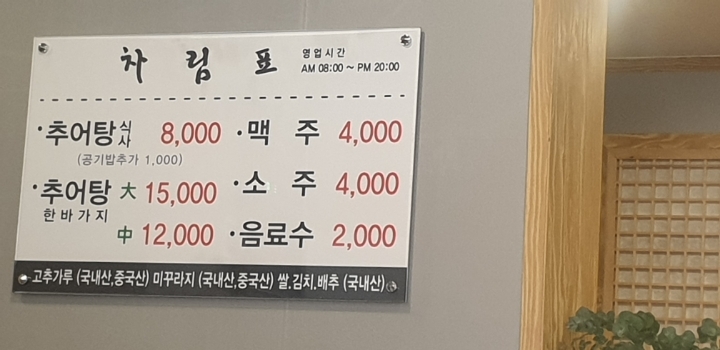 차림표
영업시간
AM 08:00 ~ PM 20:00
·추어탕 식사 8,000
(공기밥추가 1,000)
·추어탕 大 15,000
한바가지
中 12,000
·맥주 4,000
·소주 4,000
·음료수 2,000
고추가루 (국내산,중국산) 미꾸라지 (국내산,중국산) 쌀.김치.배추 (국내산)